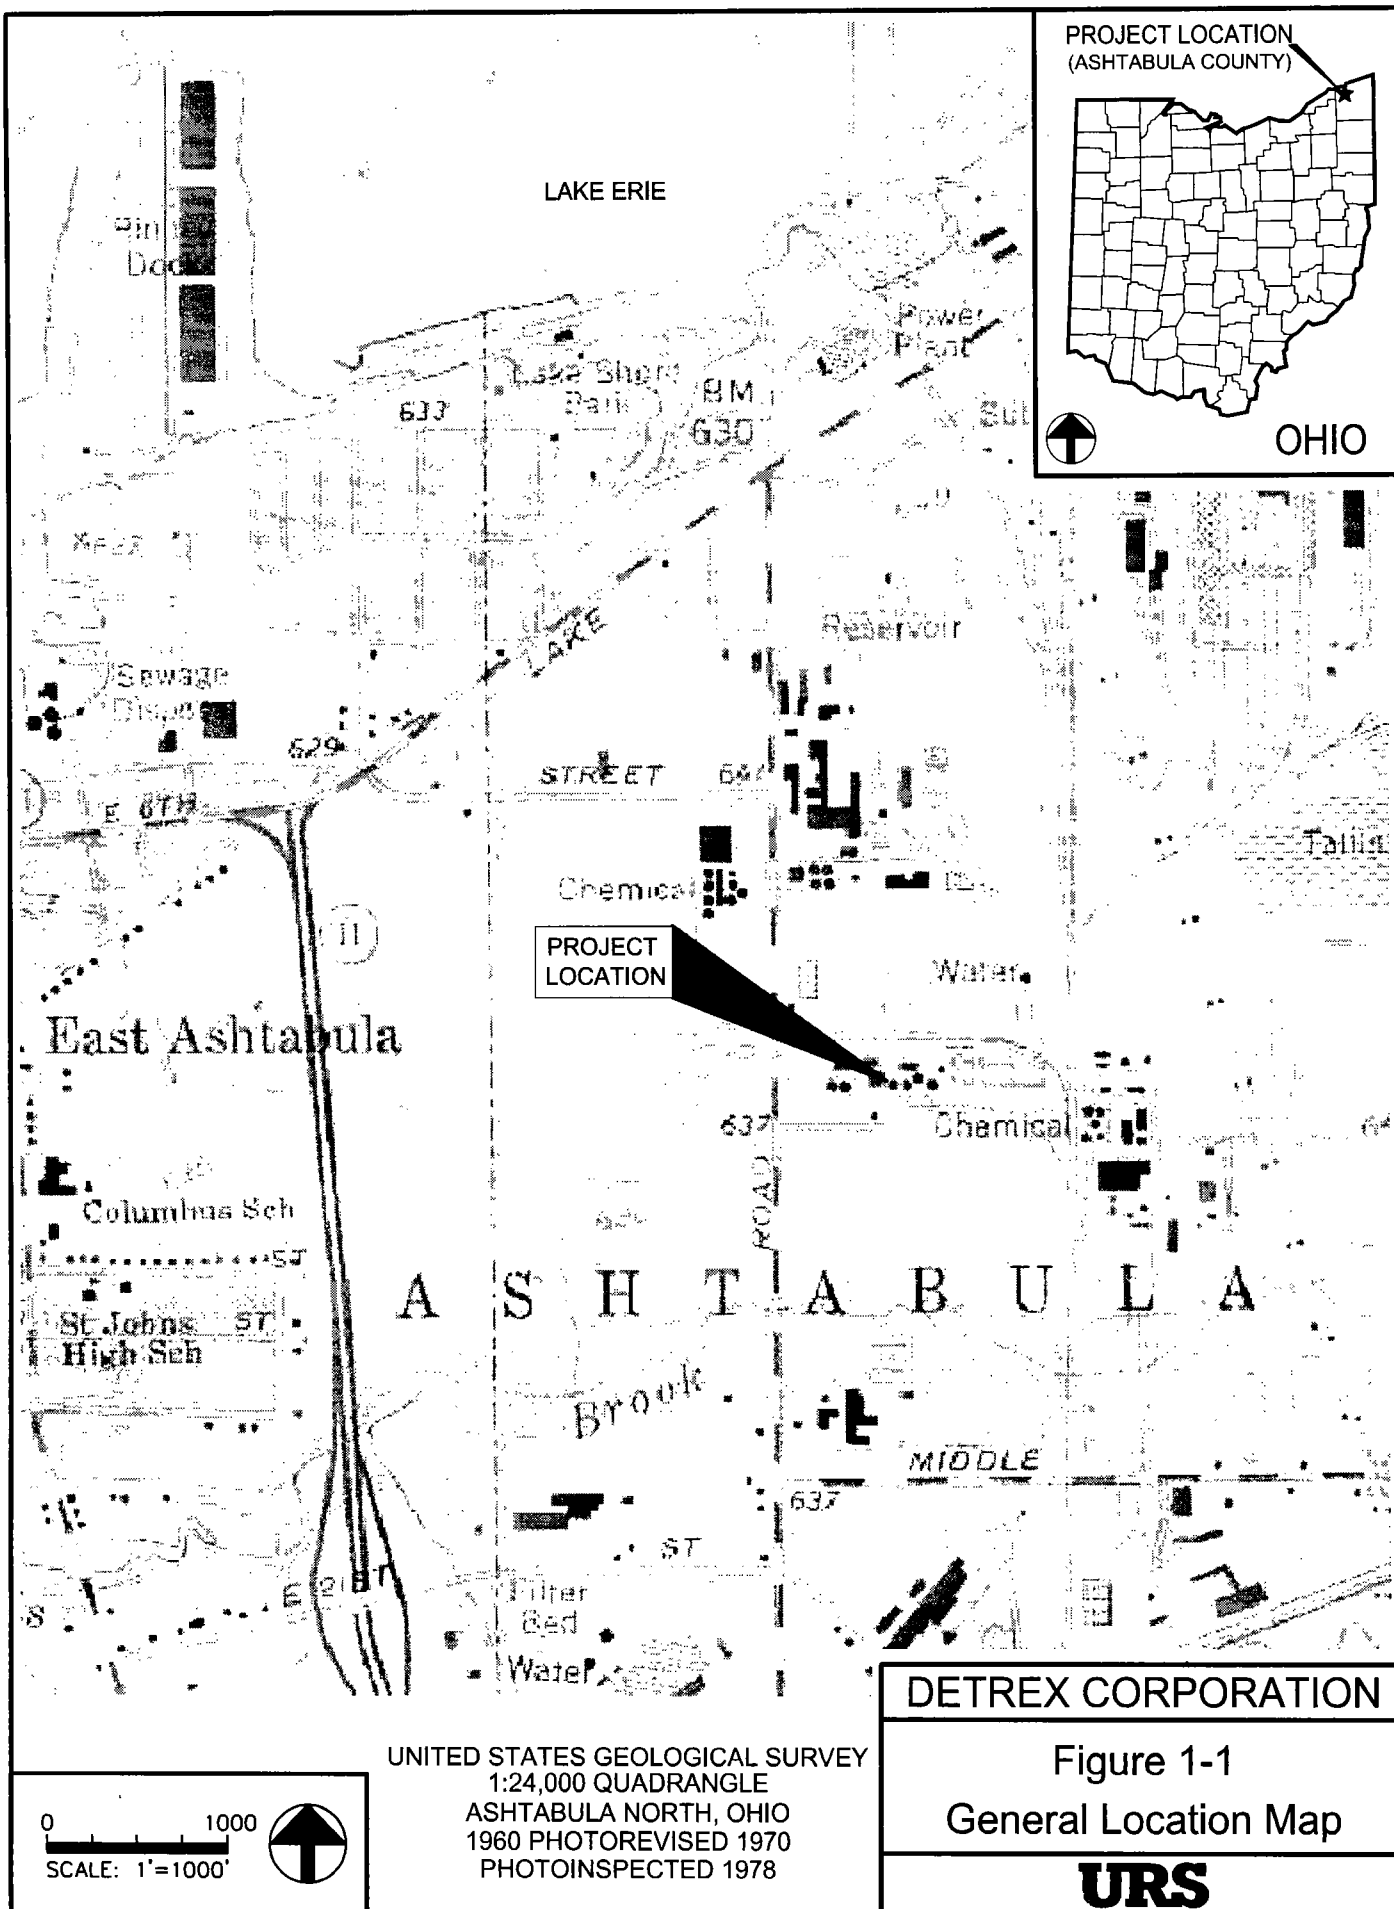 PROJECT LOCATION
(ASHTABULA COUNTY)
OHIO
LAKE ERIE
Power
Plant
633
BM
630
LAKE
Reservoir
Sewage
629
STREET
E 6TH
Chemical
11
PROJECT
LOCATION
Water
East Ashtabula
637
Chemical
Columbus Sch
ROAD
ST
ASHTABULA
St Johns
High Sch
ST
Brook
MIDDLE
637
ST
E 21ST
Filter
Bed
Water
DETREX CORPORATION
Figure 1-1
General Location Map
URS
UNITED STATES GEOLOGICAL SURVEY
1:24,000 QUADRANGLE
ASHTABULA NORTH, OHIO
1960 PHOTOREVISED 1970
PHOTOINSPECTED 1978
0 1000
SCALE: 1'=1000'